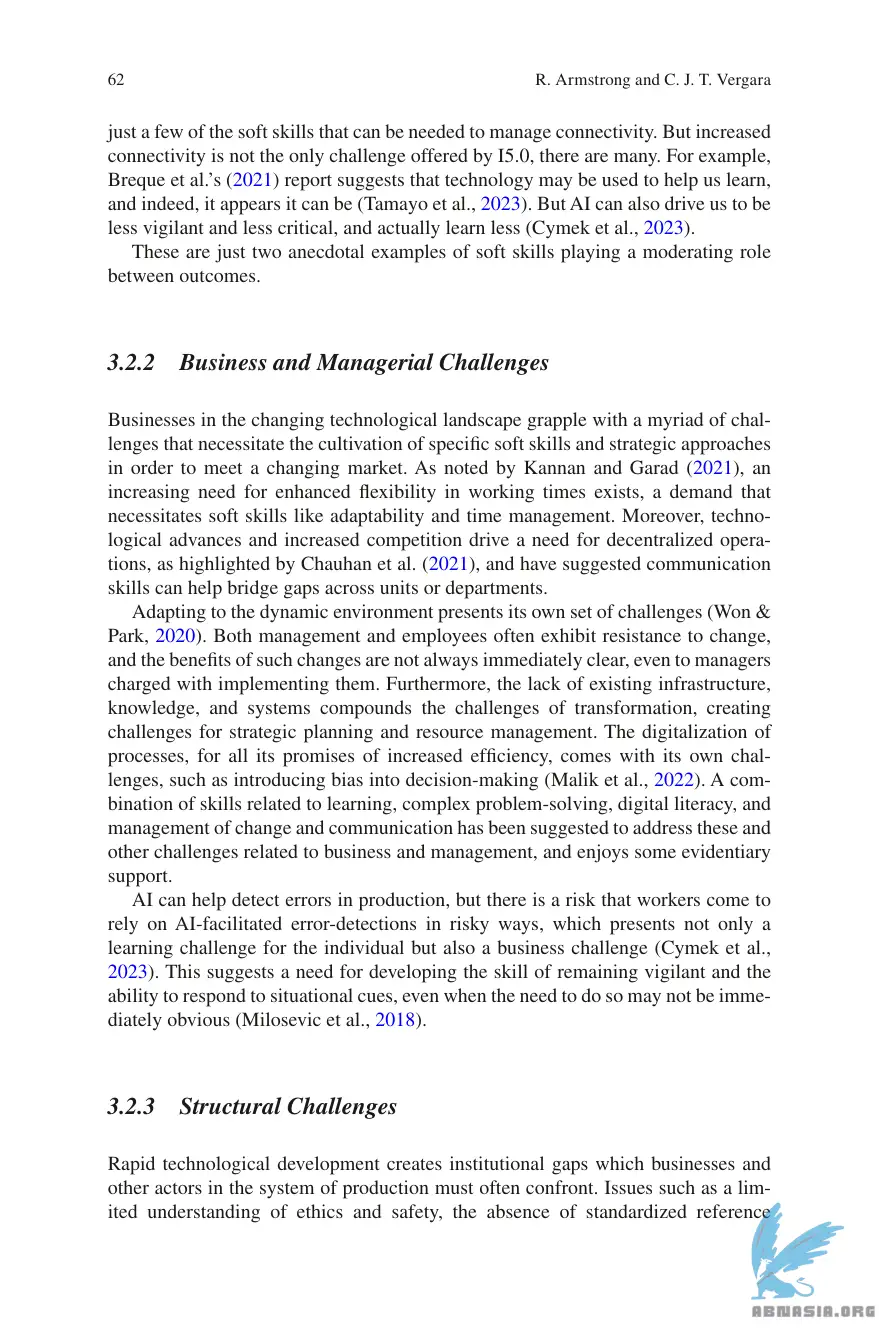 62
R. Armstrong and C. J. T. Vergara
just a few of the soft skills that can be needed to manage connectivity. But increased
connectivity is not the only challenge offered by I5.0, there are many. For example,
Breque et al.'s (2021) report suggests that technology may be used to help us learn,
and indeed, it appears it can be (Tamayo et al., 2023). But AI can also drive us to be
less vigilant and less critical, and actually learn less (Cymek et al., 2023).
These are just two anecdotal examples of soft skills playing a moderating role
between outcomes.
3.2.2 Business and Managerial Challenges
Businesses in the changing technological landscape grapple with a myriad of chal-
lenges that necessitate the cultivation of specific soft skills and strategic approaches
in order to meet a changing market. As noted by Kannan and Garad (2021), an
increasing need for enhanced flexibility in working times exists, a demand that
necessitates soft skills like adaptability and time management. Moreover, techno-
logical advances and increased competition drive a need for decentralized opera-
tions, as highlighted by Chauhan et al. (2021), and have suggested communication
skills can help bridge gaps across units or departments.
Adapting to the dynamic environment presents its own set of challenges (Won &
Park, 2020). Both management and employees often exhibit resistance to change,
and the benefits of such changes are not always immediately clear, even to managers
charged with implementing them. Furthermore, the lack of existing infrastructure,
knowledge, and systems compounds the challenges of transformation, creating
challenges for strategic planning and resource management. The digitalization of
processes, for all its promises of increased efficiency, comes with its own chal-
lenges, such as introducing bias into decision-making (Malik et al., 2022). A com-
bination of skills related to learning, complex problem-solving, digital literacy, and
management of change and communication has been suggested to address these and
other challenges related to business and management, and enjoys some evidentiary
support.
AI can help detect errors in production, but there is a risk that workers come to
rely on AI-facilitated error-detections in risky ways, which presents not only a
learning challenge for the individual but also a business challenge (Cymek et al.,
2023). This suggests a need for developing the skill of remaining vigilant and the
ability to respond to situational cues, even when the need to do so may not be imme-
diately obvious (Milosevic et al., 2018).
3.2.3 Structural Challenges
Rapid technological development creates institutional gaps which businesses and
other actors in the system of production must often confront. Issues such as a lim-
ited understanding of ethics and safety, the absence of standardized reference
ABNASIA.ORG